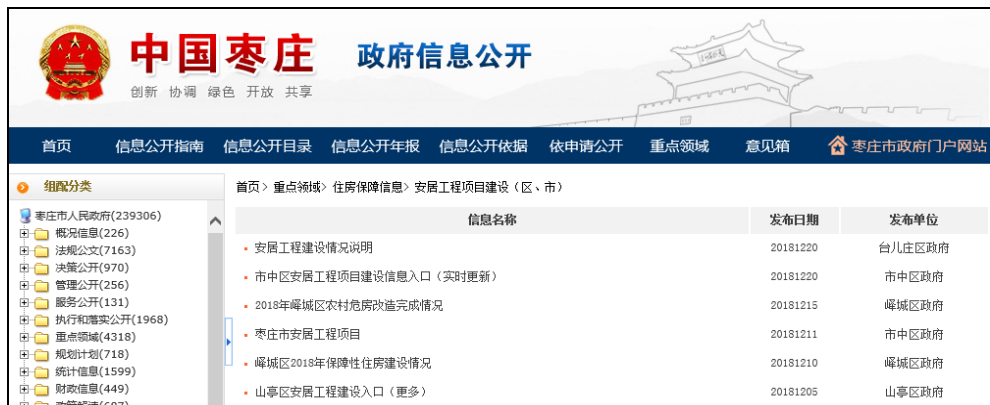 中国枣庄 政府信息公开
创新 协调 绿色 开放 共享
首页 信息公开指南 信息公开目录 信息公开年报 信息公开依据 依申请公开 重点领域 意见箱 枣庄市政府门户网站
组配分类
首页> 重点领域> 住房保障信息> 安居工程项目建设（区、市）
枣庄市人民政府(239306)
概况信息(226)
法规公文(7163)
决策公开(970)
管理公开(256)
服务公开(131)
执行和落实公开(1968)
重点领域(4318)
规划计划(718)
统计信息(1599)
财政信息(449)
信息名称 发布日期 发布单位
安居工程建设情况说明 20181220 台儿庄区政府
市中区安居工程项目建设信息入口（实时更新） 20181220 市中区政府
2018年峄城区农村危房改造完成情况 20181215 峄城区政府
枣庄市安居工程项目 20181211 市中区政府
峄城区2018年保障性住房建设情况 20181210 峄城区政府
山亭区安居工程建设入口（更多） 20181205 山亭区政府